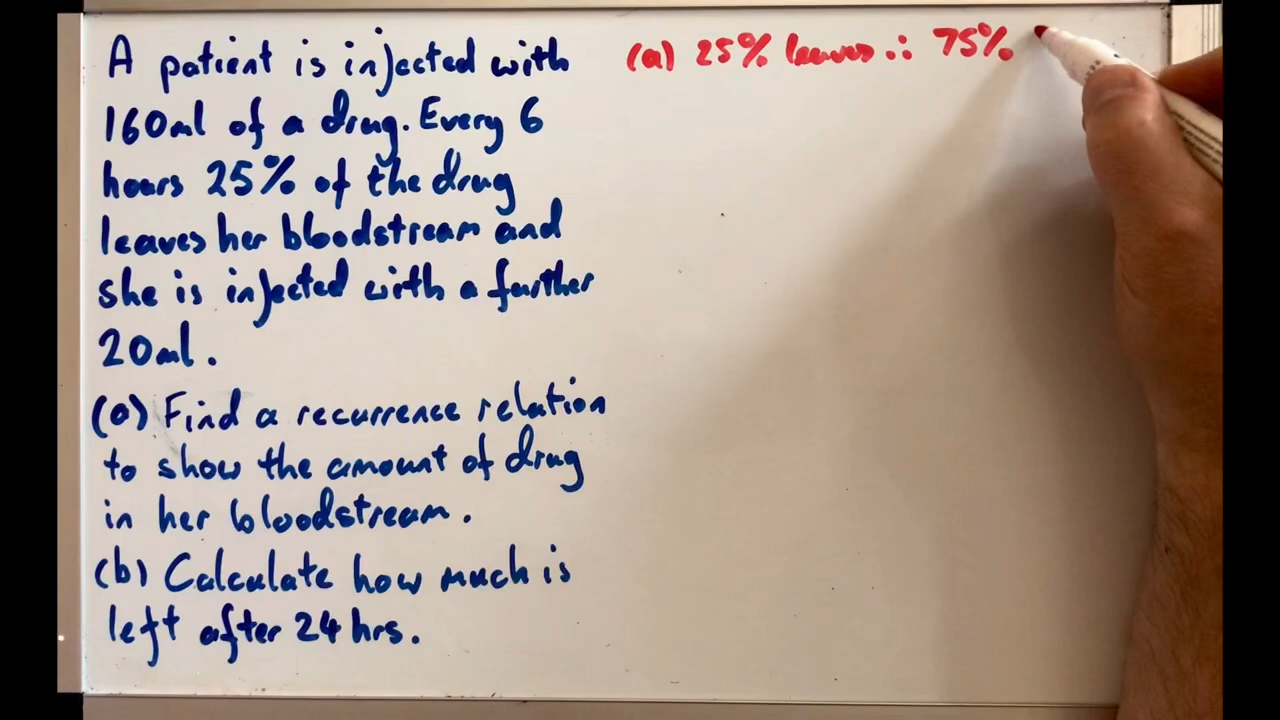 A patient is injected with
160ml of a drug. Every 6
hours 25% of the drug
leaves her bloodstream and
she is injected with a further
20ml.
(a) Find a recurrence relation
to show the amount of drug
in her bloodstream.
(b) Calculate how much is
left after 24 hrs.
(a) 25% leaves ∴ 75%